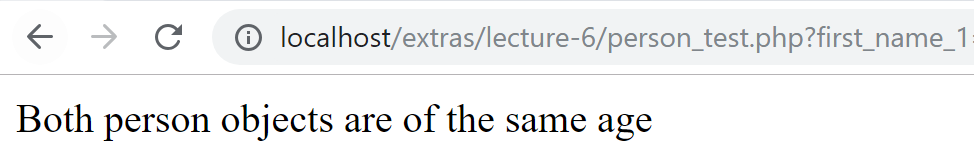 localhost/extras/lecture-6/person_test.php?first_name_1
Both person objects are of the same age